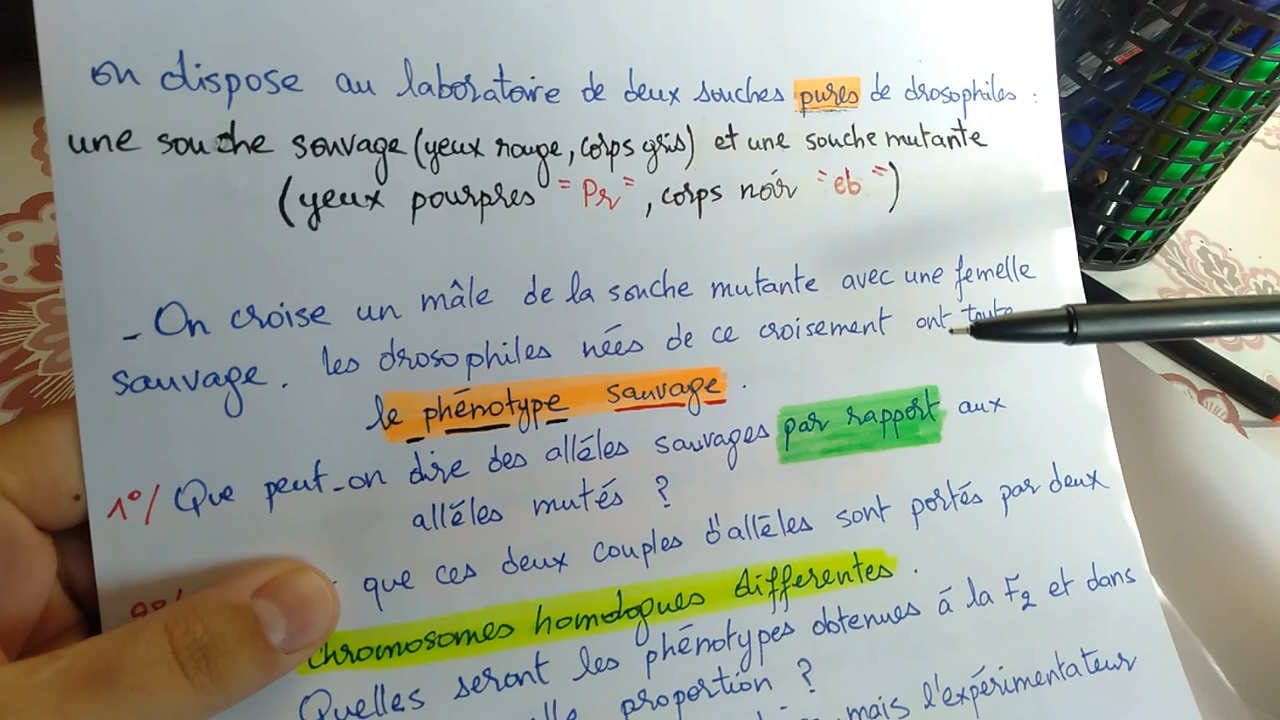 on dispose au laboratoire de deux souches pures de drosophiles :
une souche sauvage (yeux rouge, corps gris) et une souche mutante
(yeux pourpres "Pr", corps noir "eb")
- On croise un mâle de la souche mutante avec une femelle
sauvage. les drosophiles nées de ce croisement ont toute
le phénotype sauvage.
1°/ Que peut-on dire des allèles sauvages par rapport aux
allèles mutés ?
que ces deux couples d'allèles sont portés par deux
chromosomes homologues differentes.
Quelles seront les phénotypes obtenues à la F2 et dans
proportion ?
mais l'expérimentateur